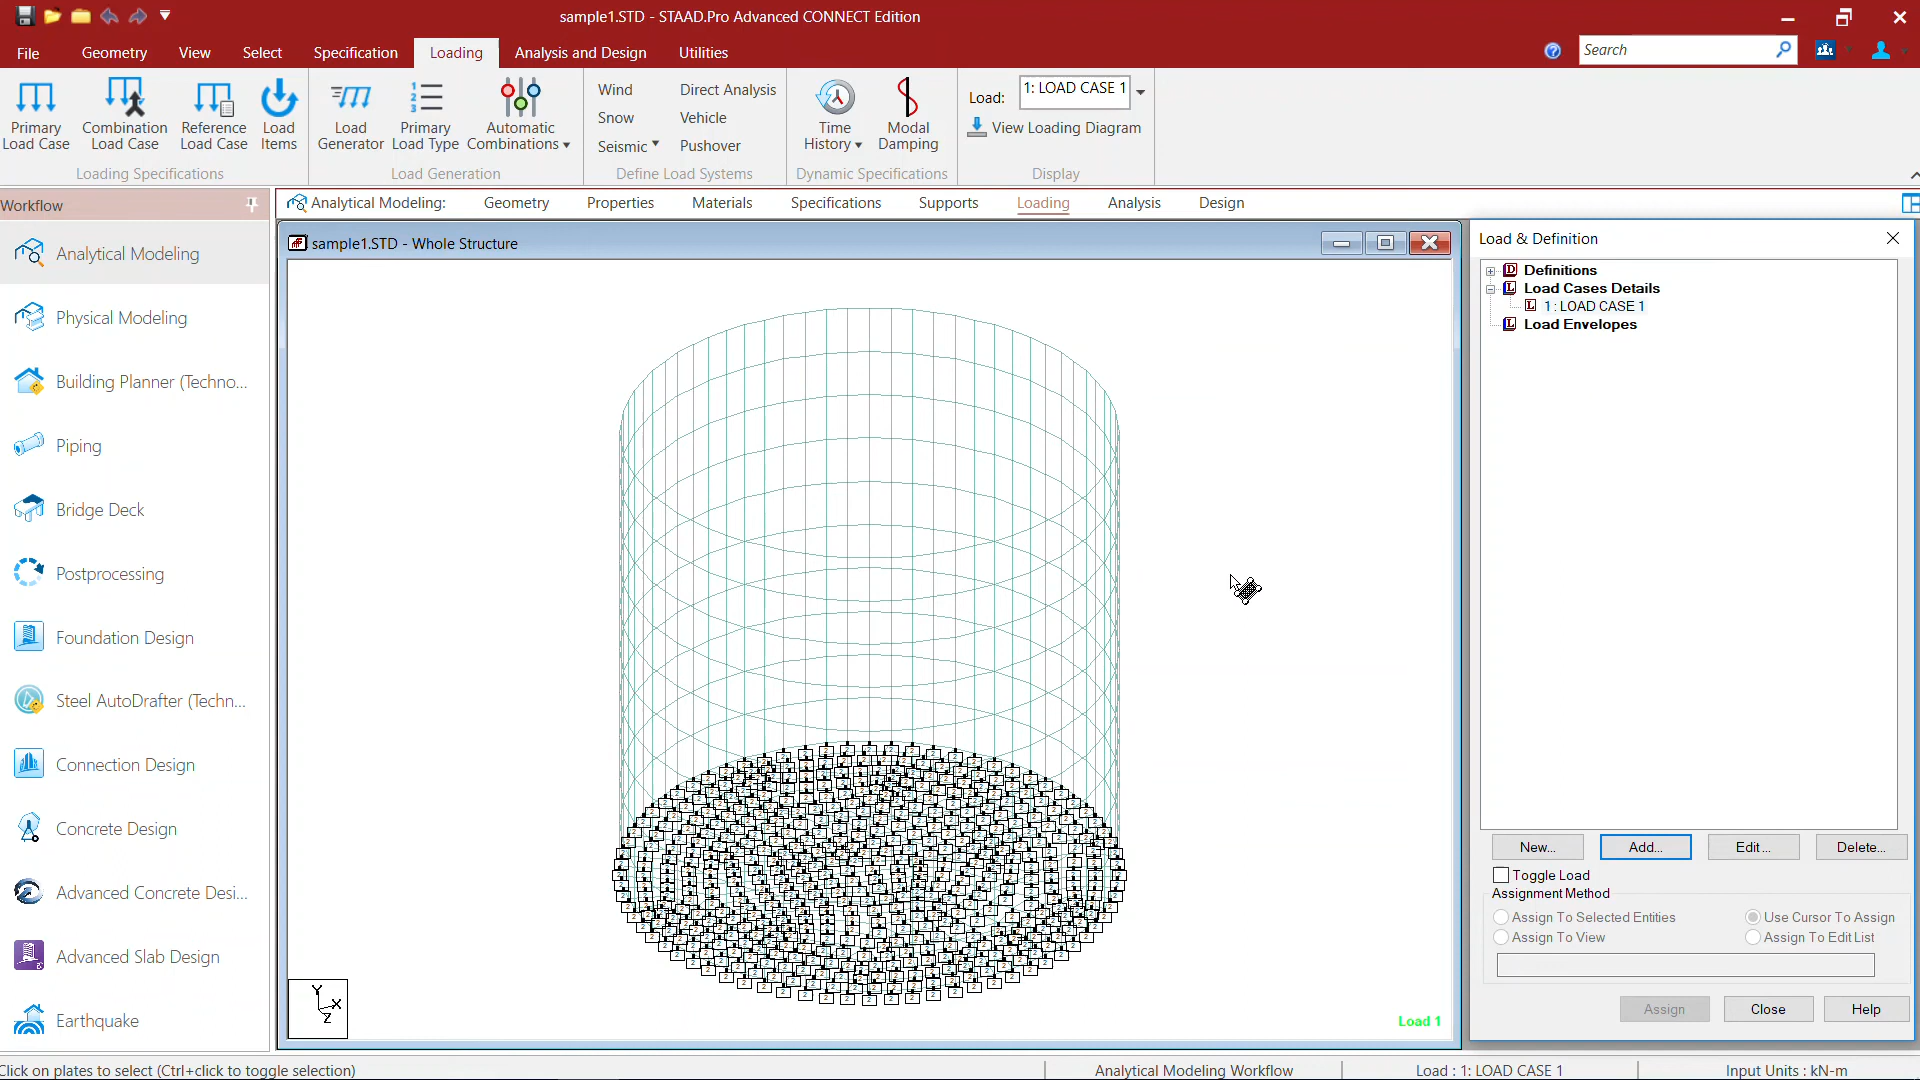 sample1.STD - STAAD.Pro Advanced CONNECT Edition
File Geometry View Select Specification Loading Analysis and Design Utilities
Search
Primary Load Case
Combination Load Case
Reference Load Case
Load Items
Loading Specifications
Load Generator
Primary Load Type
Automatic Combinations
Load Generation
Wind
Snow
Seismic
Direct Analysis
Vehicle
Pushover
Define Load Systems
Time History
Modal Damping
Dynamic Specifications
Load: 1: LOAD CASE 1
View Loading Diagram
Display
Workflow
Analytical Modeling: Geometry Properties Materials Specifications Supports Loading Analysis Design
Analytical Modeling
Physical Modeling
Building Planner (Techno...
Piping
Bridge Deck
Postprocessing
Foundation Design
Steel AutoDrafter (Techn...
Connection Design
Concrete Design
Advanced Concrete Desi...
Advanced Slab Design
Earthquake
sample1.STD - Whole Structure
Y
X
Z
Load 1
Load & Definition
Definitions
Load Cases Details
1 : LOAD CASE 1
Load Envelopes
New... Add... Edit... Delete...
Toggle Load
Assignment Method
Assign To Selected Entities Use Cursor To Assign
Assign To View Assign To Edit List
Assign Close Help
Click on plates to select (Ctrl+click to toggle selection) Analytical Modeling Workflow Load : 1: LOAD CASE 1 Input Units : kN-m